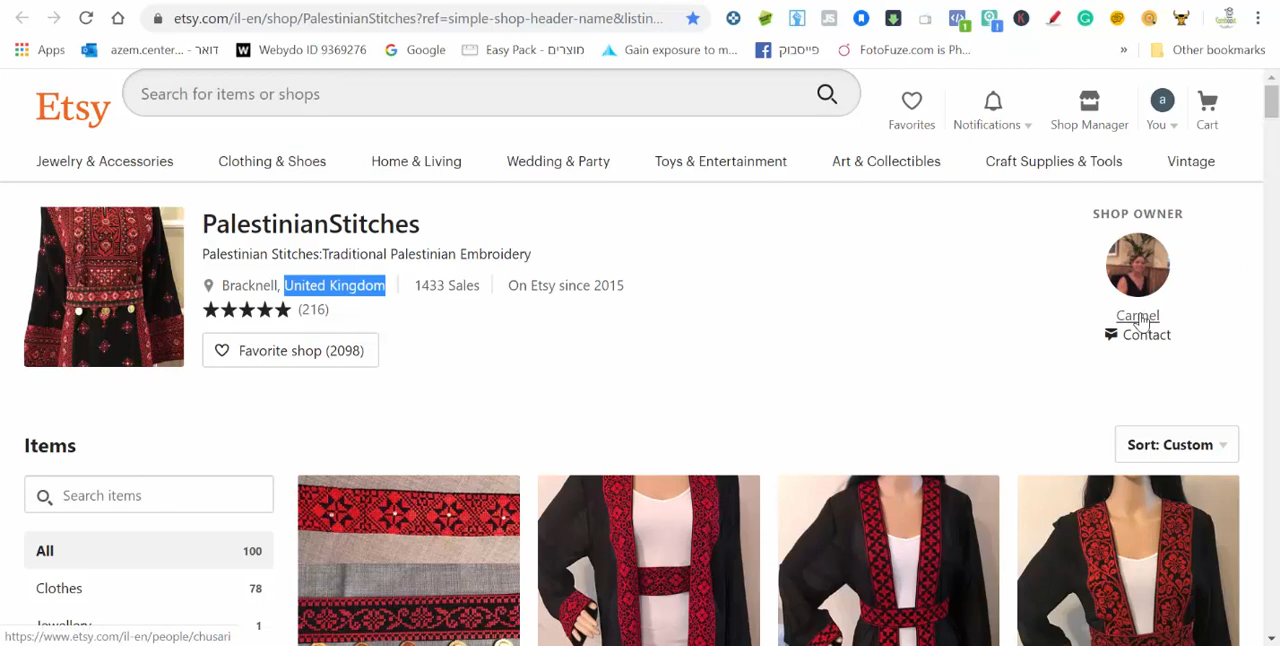 etsy.com/il-en/shop/PalestinianStitches?ref=simple-shop-header-name&listin...
Apps
azem.center... - דואר
Webydo ID 9369276
Google
Easy Pack - מוצרים
Gain exposure to m...
פייסבוק
FotoFuze.com is Ph...
»
Other bookmarks
Etsy
Search for items or shops
Favorites
Notifications
Shop Manager
a
You
Cart
Jewelry & Accessories
Clothing & Shoes
Home & Living
Wedding & Party
Toys & Entertainment
Art & Collectibles
Craft Supplies & Tools
Vintage
PalestinianStitches
Palestinian Stitches:Traditional Palestinian Embroidery
Bracknell, United Kingdom
1433 Sales
On Etsy since 2015
(216)
Favorite shop (2098)
SHOP OWNER
Carmel
Contact
Items
Sort: Custom
Search items
All 100
Clothes 78
Jewellery 1
https://www.etsy.com/il-en/people/chusari